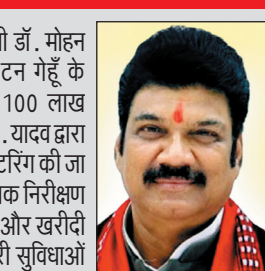 ी डॉ. मोहन
टन गेहूँ के
100 लाख
. यादव द्वारा
टरिंग की जा
क निरीक्षण
और खरीदी
री सुविधाओं